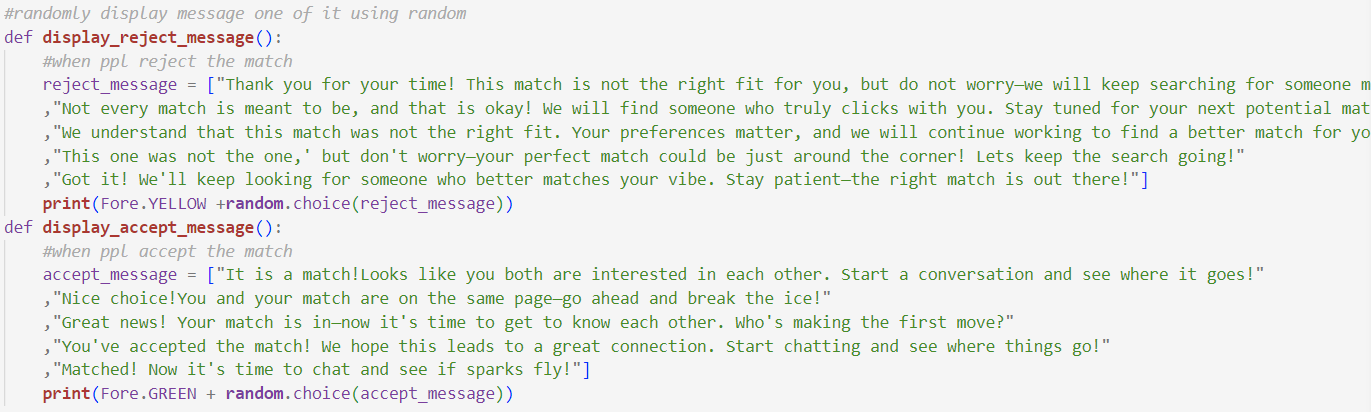 #randomly display message one of it using random
def display_reject_message():
    #when ppl reject the match
    reject_message = ["Thank you for your time! This match is not the right fit for you, but do not worry—we will keep searching for someone m
    ,"Not every match is meant to be, and that is okay! We will find someone who truly clicks with you. Stay tuned for your next potential mat
    ,"We understand that this match was not the right fit. Your preferences matter, and we will continue working to find a better match for yo
    ,"This one was not the one,' but don't worry—your perfect match could be just around the corner! Lets keep the search going!"
    ,"Got it! We'll keep looking for someone who better matches your vibe. Stay patient—the right match is out there!"]
    print(Fore.YELLOW +random.choice(reject_message))
def display_accept_message():
    #when ppl accept the match
    accept_message = ["It is a match!Looks like you both are interested in each other. Start a conversation and see where it goes!"
    ,"Nice choice!You and your match are on the same page—go ahead and break the ice!"
    ,"Great news! Your match is in—now it's time to get to know each other. Who's making the first move?"
    ,"You've accepted the match! We hope this leads to a great connection. Start chatting and see where things go!"
    ,"Matched! Now it's time to chat and see if sparks fly!"]
    print(Fore.GREEN + random.choice(accept_message))